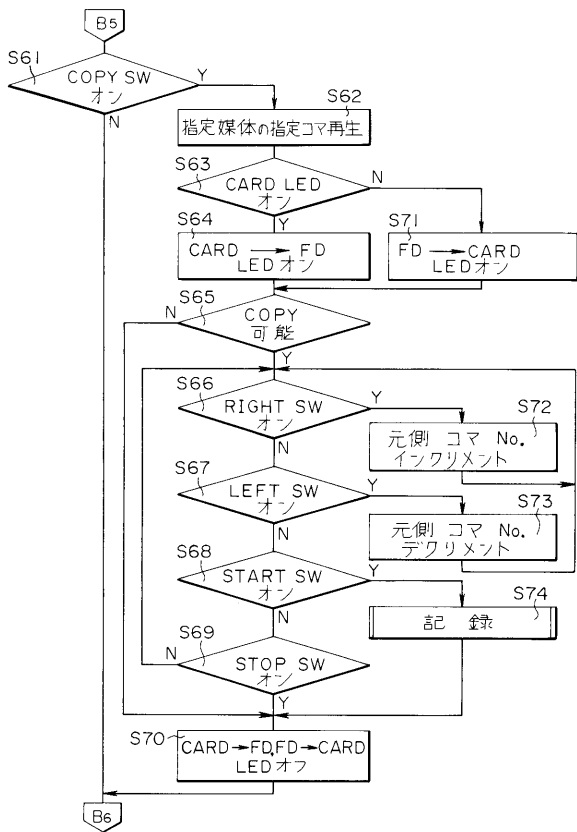 B5
S61
COPY SW
オン
Y
N
S62
指定媒体の指定コマ再生
S63
CARD LED
オン
N
Y
S64
CARD → FD
LEDオン
S71
FD → CARD
LEDオン
S65
N
COPY
可能
Y
S66
RIGHT SW
オン
Y
N
S72
元側 コマ No.
インクリメント
S67
LEFT SW
オン
Y
N
S73
元側 コマ No.
デクリメント
S68
START SW
オン
Y
N
S74
記 録
S69
N
STOP SW
オン
Y
S70
CARD→FD,FD→CARD
LEDオフ
B6